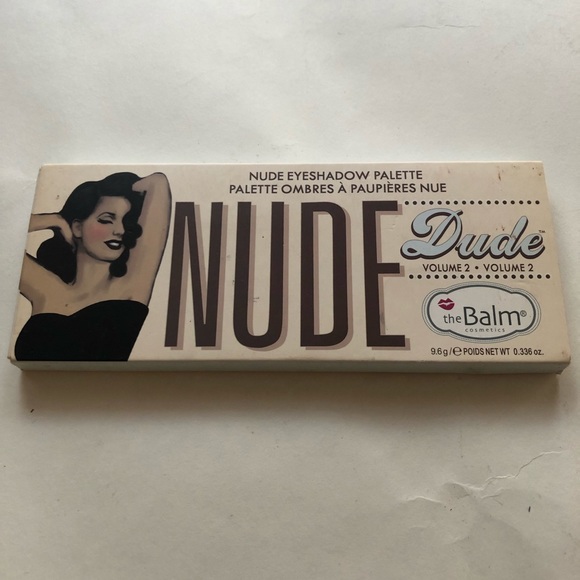 NUDE EYESHADOW PALETTE
PALETTE OMBRES À PAUPIÈRES NUE
NUDE
Dude™
VOLUME 2 • VOLUME 2
theBalm®
cosmetics
9.6g/℮ POIDS NET WT 0.336 oz.